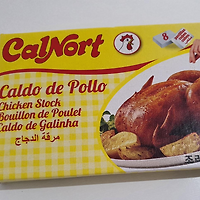 CALNORT
8
Caldo de Pollo
Chicken Stock
Bouillon de Poulet
Caldo de Galinha
مرقة الدجاج